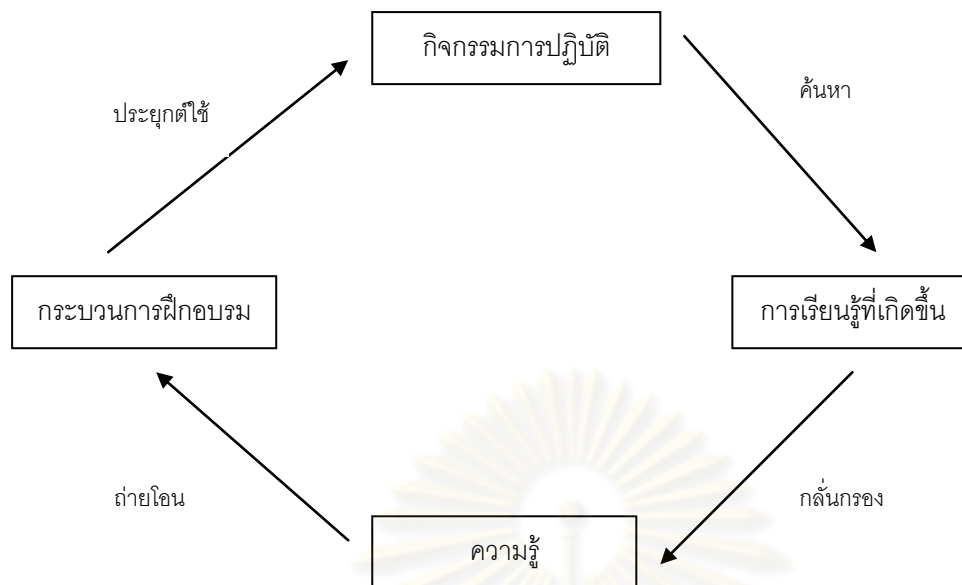 กิจกรรมการปฏิบัติ
ค้นหา
ประยุกต์ใช้
กระบวนการฝึกอบรม
การเรียนรู้ที่เกิดขึ้น
ถ่ายโอน
กลั่นกรอง
ความรู้